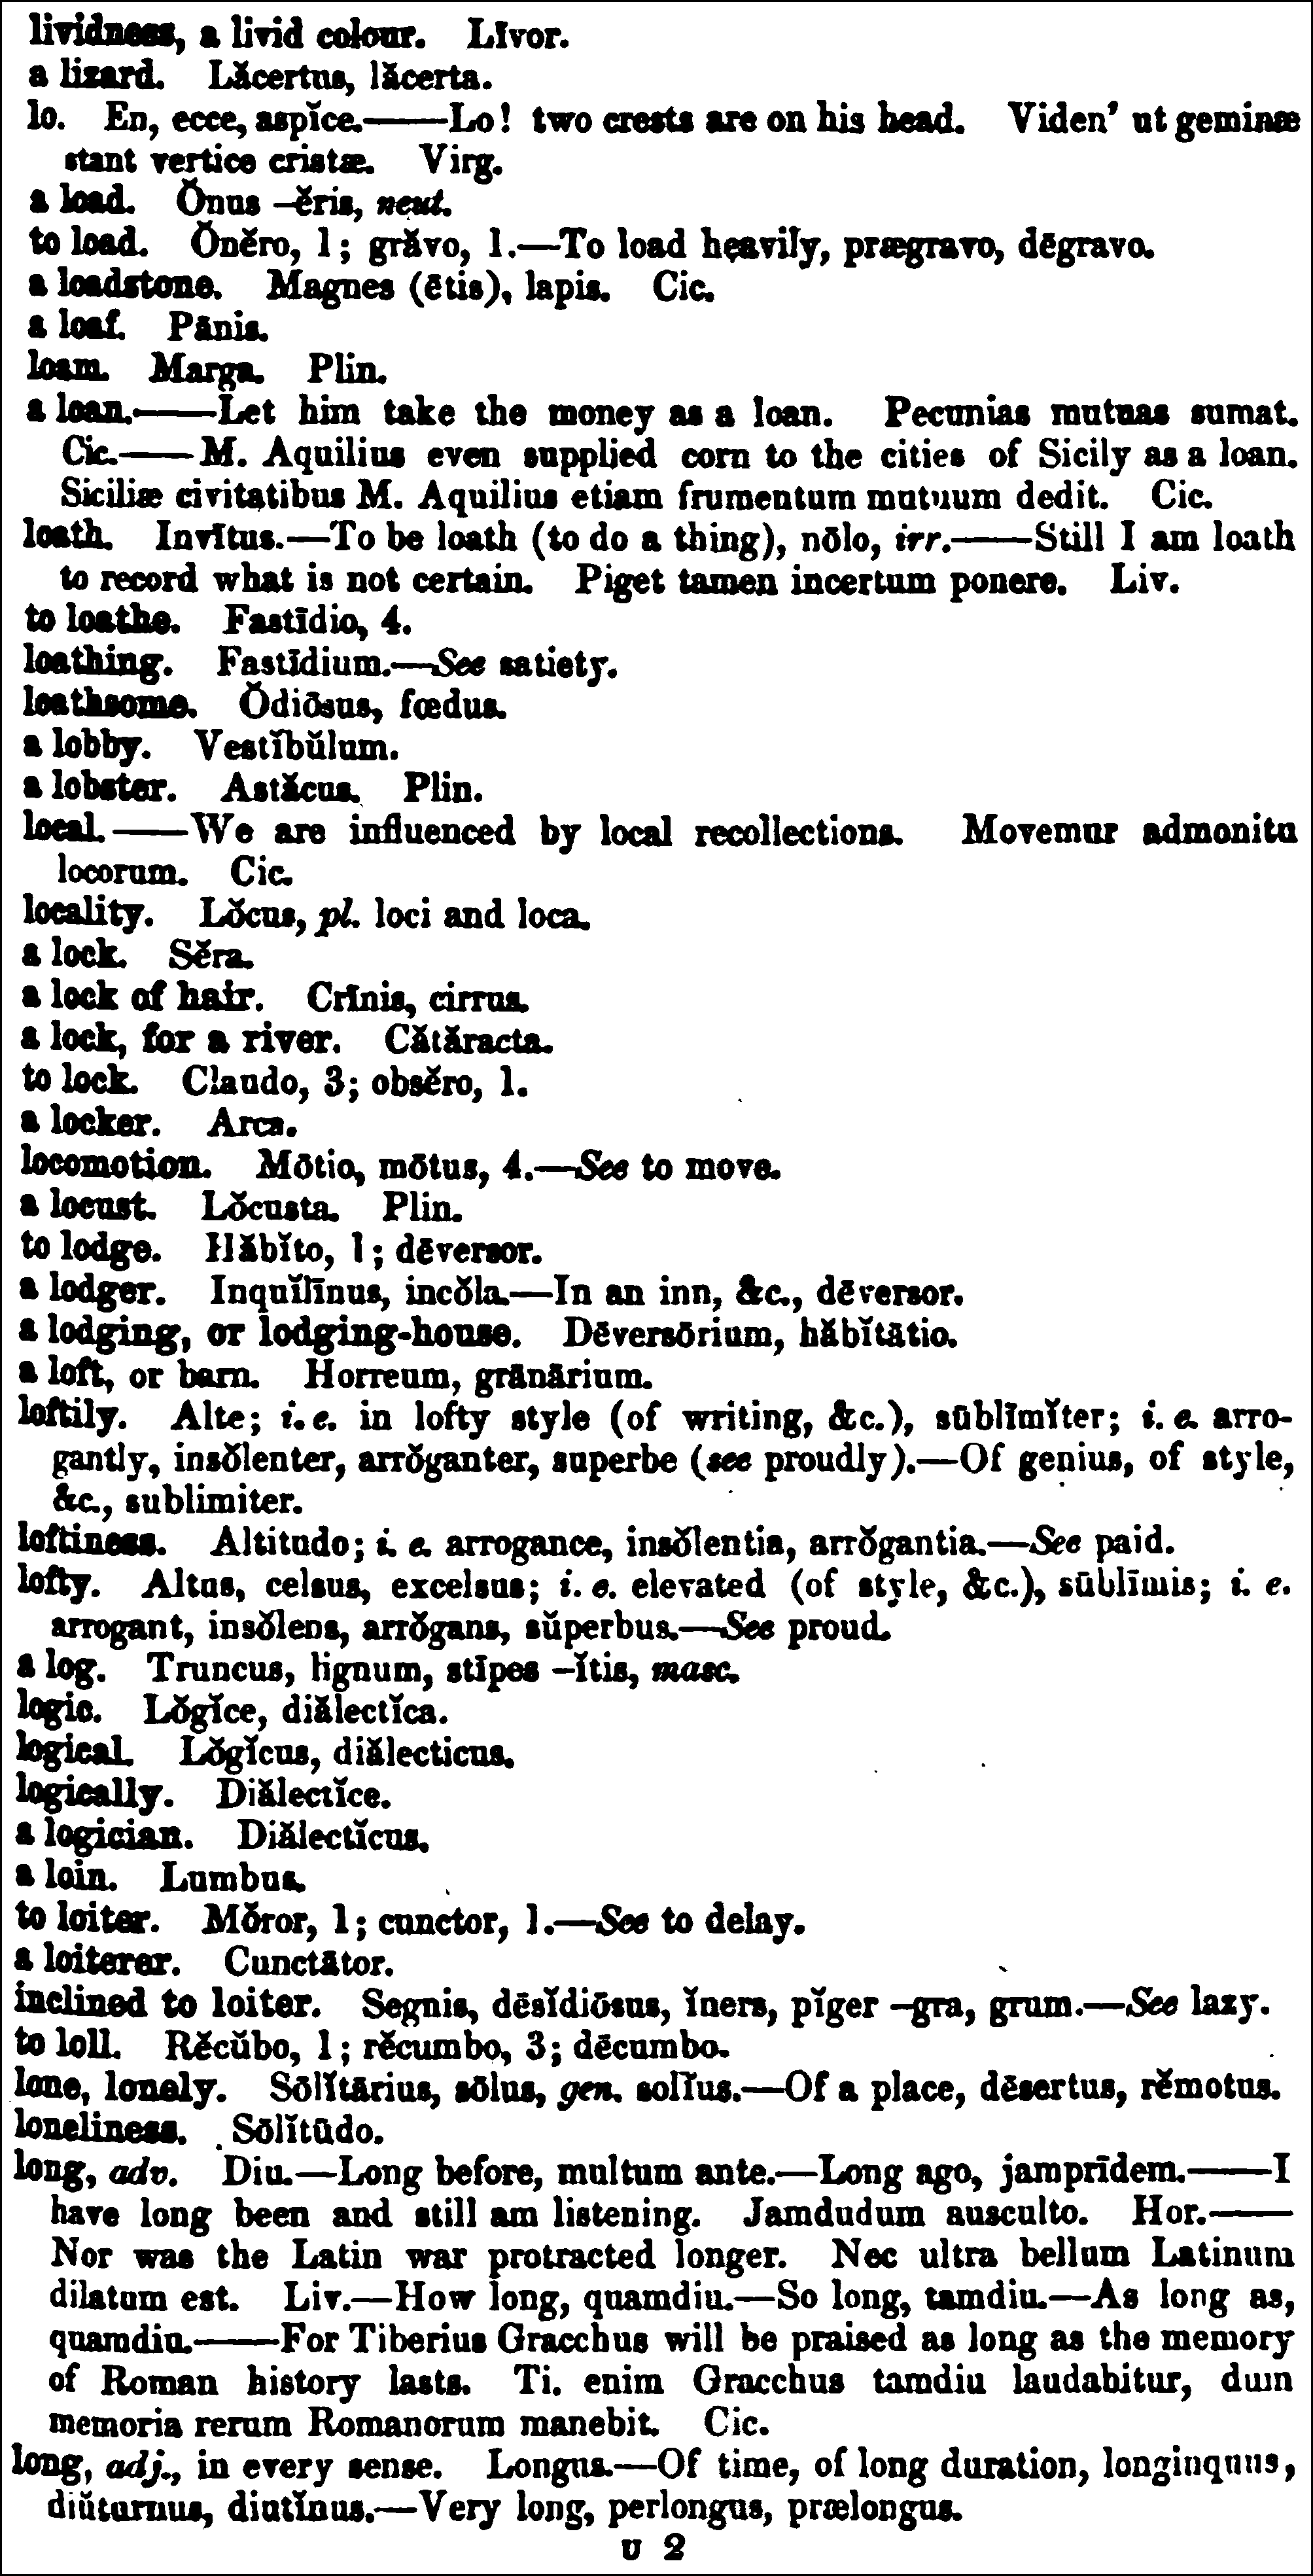 lividness, a livid colour. Līvor.
a lizard. Lăcertus, lăcerta.
lo. En, ecce, aspĭce.——Lo! two crests are on his head. Viden' ut geminæ
stant vertice cristæ. Virg.
a load. Ŏnus –ĕris, neut.
to load. Ŏnĕro, 1; grăvo, 1.—To load heavily, prægravo, dēgravo.
a loadstone. Magnes (ētis), lapis. Cic.
a loaf. Pānis.
loam. Marga. Plin.
a loan.——Let him take the money as a loan. Pecunias mutuas sumat.
Cic.——M. Aquilius even supplied corn to the cities of Sicily as a loan.
Siciliæ civitatibus M. Aquilius etiam frumentum mutuum dedit. Cic.
loath. Invītus.—To be loath (to do a thing), nōlo, irr.——Still I am loath
to record what is not certain. Piget tamen incertum ponere. Liv.
to loathe. Fastīdio, 4.
loathing. Fastīdium.—See satiety.
loathsome. Ŏdiōsus, fœdus.
a lobby. Vestĭbŭlum.
a lobster. Astăcus. Plin.
local.——We are influenced by local recollections. Movemur admonitu
locorum. Cic.
locality. Lŏcus, pl. loci and loca.
a lock. Sĕra.
a lock of hair. Crīnis, cirrus.
a lock, for a river. Cătăracta.
to lock. Claudo, 3; obsĕro, 1.
a locker. Arca.
locomotion. Mōtio, mōtus, 4.—See to move.
a locust. Lŏcusta. Plin.
to lodge. Hăbĭto, 1; dēversor.
a lodger. Inquĭlīnus, incŏla.—In an inn, &c., dēversor.
a lodging, or lodging-house. Dēversōrium, hăbĭtātio.
a loft, or barn. Horreum, grānārium.
loftily. Alte; i. e. in lofty style (of writing, &c.), sūblīmĭter; i. e. arro-
gantly, insŏlenter, arrŏganter, superbe (see proudly).—Of genius, of style,
&c., sublimiter.
loftiness. Altitudo; i. e. arrogance, insŏlentia, arrŏgantia.—See paid.
lofty. Altus, celsus, excelsus; i. e. elevated (of style, &c.), sūblīmis; i. e.
arrogant, insŏlens, arrŏgans, sŭperbus.—See proud.
a log. Truncus, lignum, stīpes –ĭtis, masc.
logic. Lŏgĭce, diălectĭca.
logical. Lŏgĭcus, diălecticus.
logically. Diălectĭce.
a logician. Diălectĭcus.
a loin. Lumbus.
to loiter. Mŏror, 1; cunctor, 1.—See to delay.
a loiterer. Cunctātor.
inclined to loiter. Segnis, dēsĭdiōsus, ĭners, pĭger –gra, grum.—See lazy.
to loll. Rĕcŭbo, 1; rĕcumbo, 3; dēcumbo.
lone, lonely. Sōlĭtārius, sōlus, gen. solĭus.—Of a place, dēsertus, rĕmotus.
loneliness. Sōlĭtūdo.
long, adv. Diu.—Long before, multum ante.—Long ago, jamprīdem.——I
have long been and still am listening. Jamdudum ausculto. Hor.——
Nor was the Latin war protracted longer. Nec ultra bellum Latinum
dilatum est. Liv.—How long, quamdiu.—So long, tamdiu.—As long as,
quamdiu.——For Tiberius Gracchus will be praised as long as the memory
of Roman history lasts. Ti. enim Gracchus tamdiu laudabitur, dum
memoria rerum Romanorum manebit. Cic.
long, adj., in every sense. Longus.—Of time, of long duration, longinquus,
diŭturnus, diutĭnus.—Very long, perlongus, prælongus.
U 2